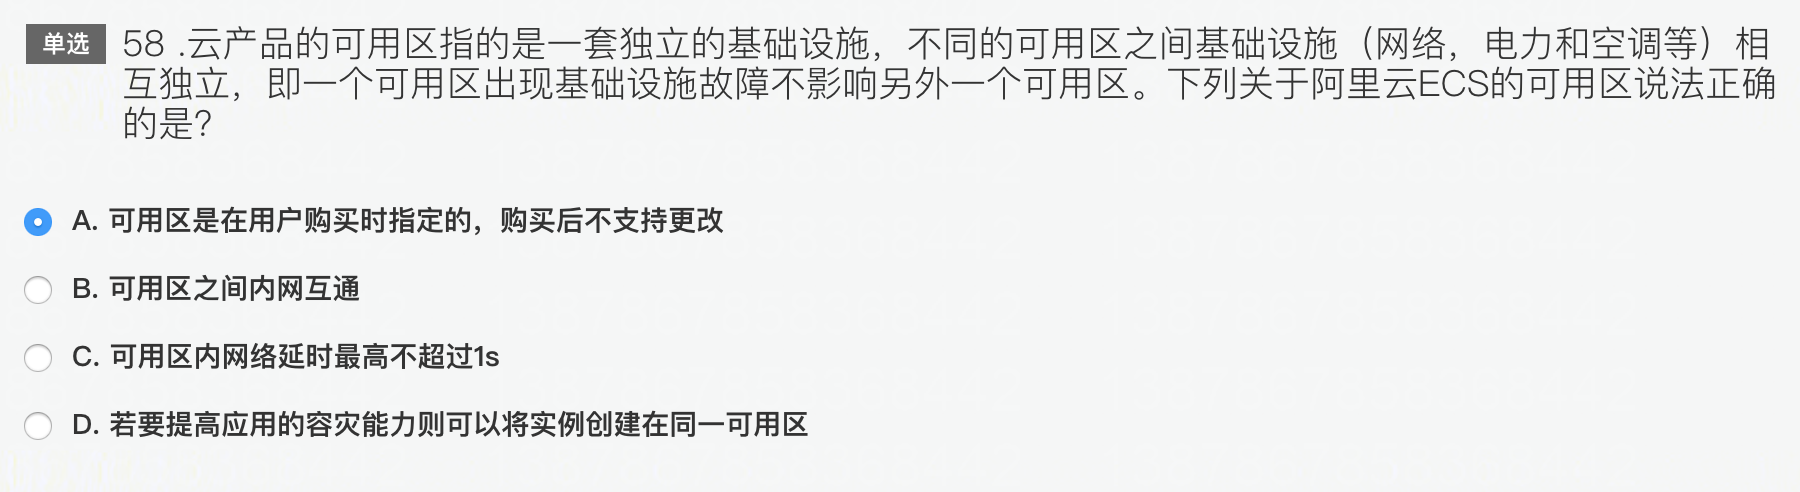 单选
58 .云产品的可用区指的是一套独立的基础设施，不同的可用区之间基础设施（网络，电力和空调等）相
互独立，即一个可用区出现基础设施故障不影响另外一个可用区。下列关于阿里云ECS的可用区说法正确
的是？
A. 可用区是在用户购买时指定的，购买后不支持更改
B. 可用区之间内网互通
C. 可用区内网络延时最高不超过1s
D. 若要提高应用的容灾能力则可以将实例创建在同一可用区